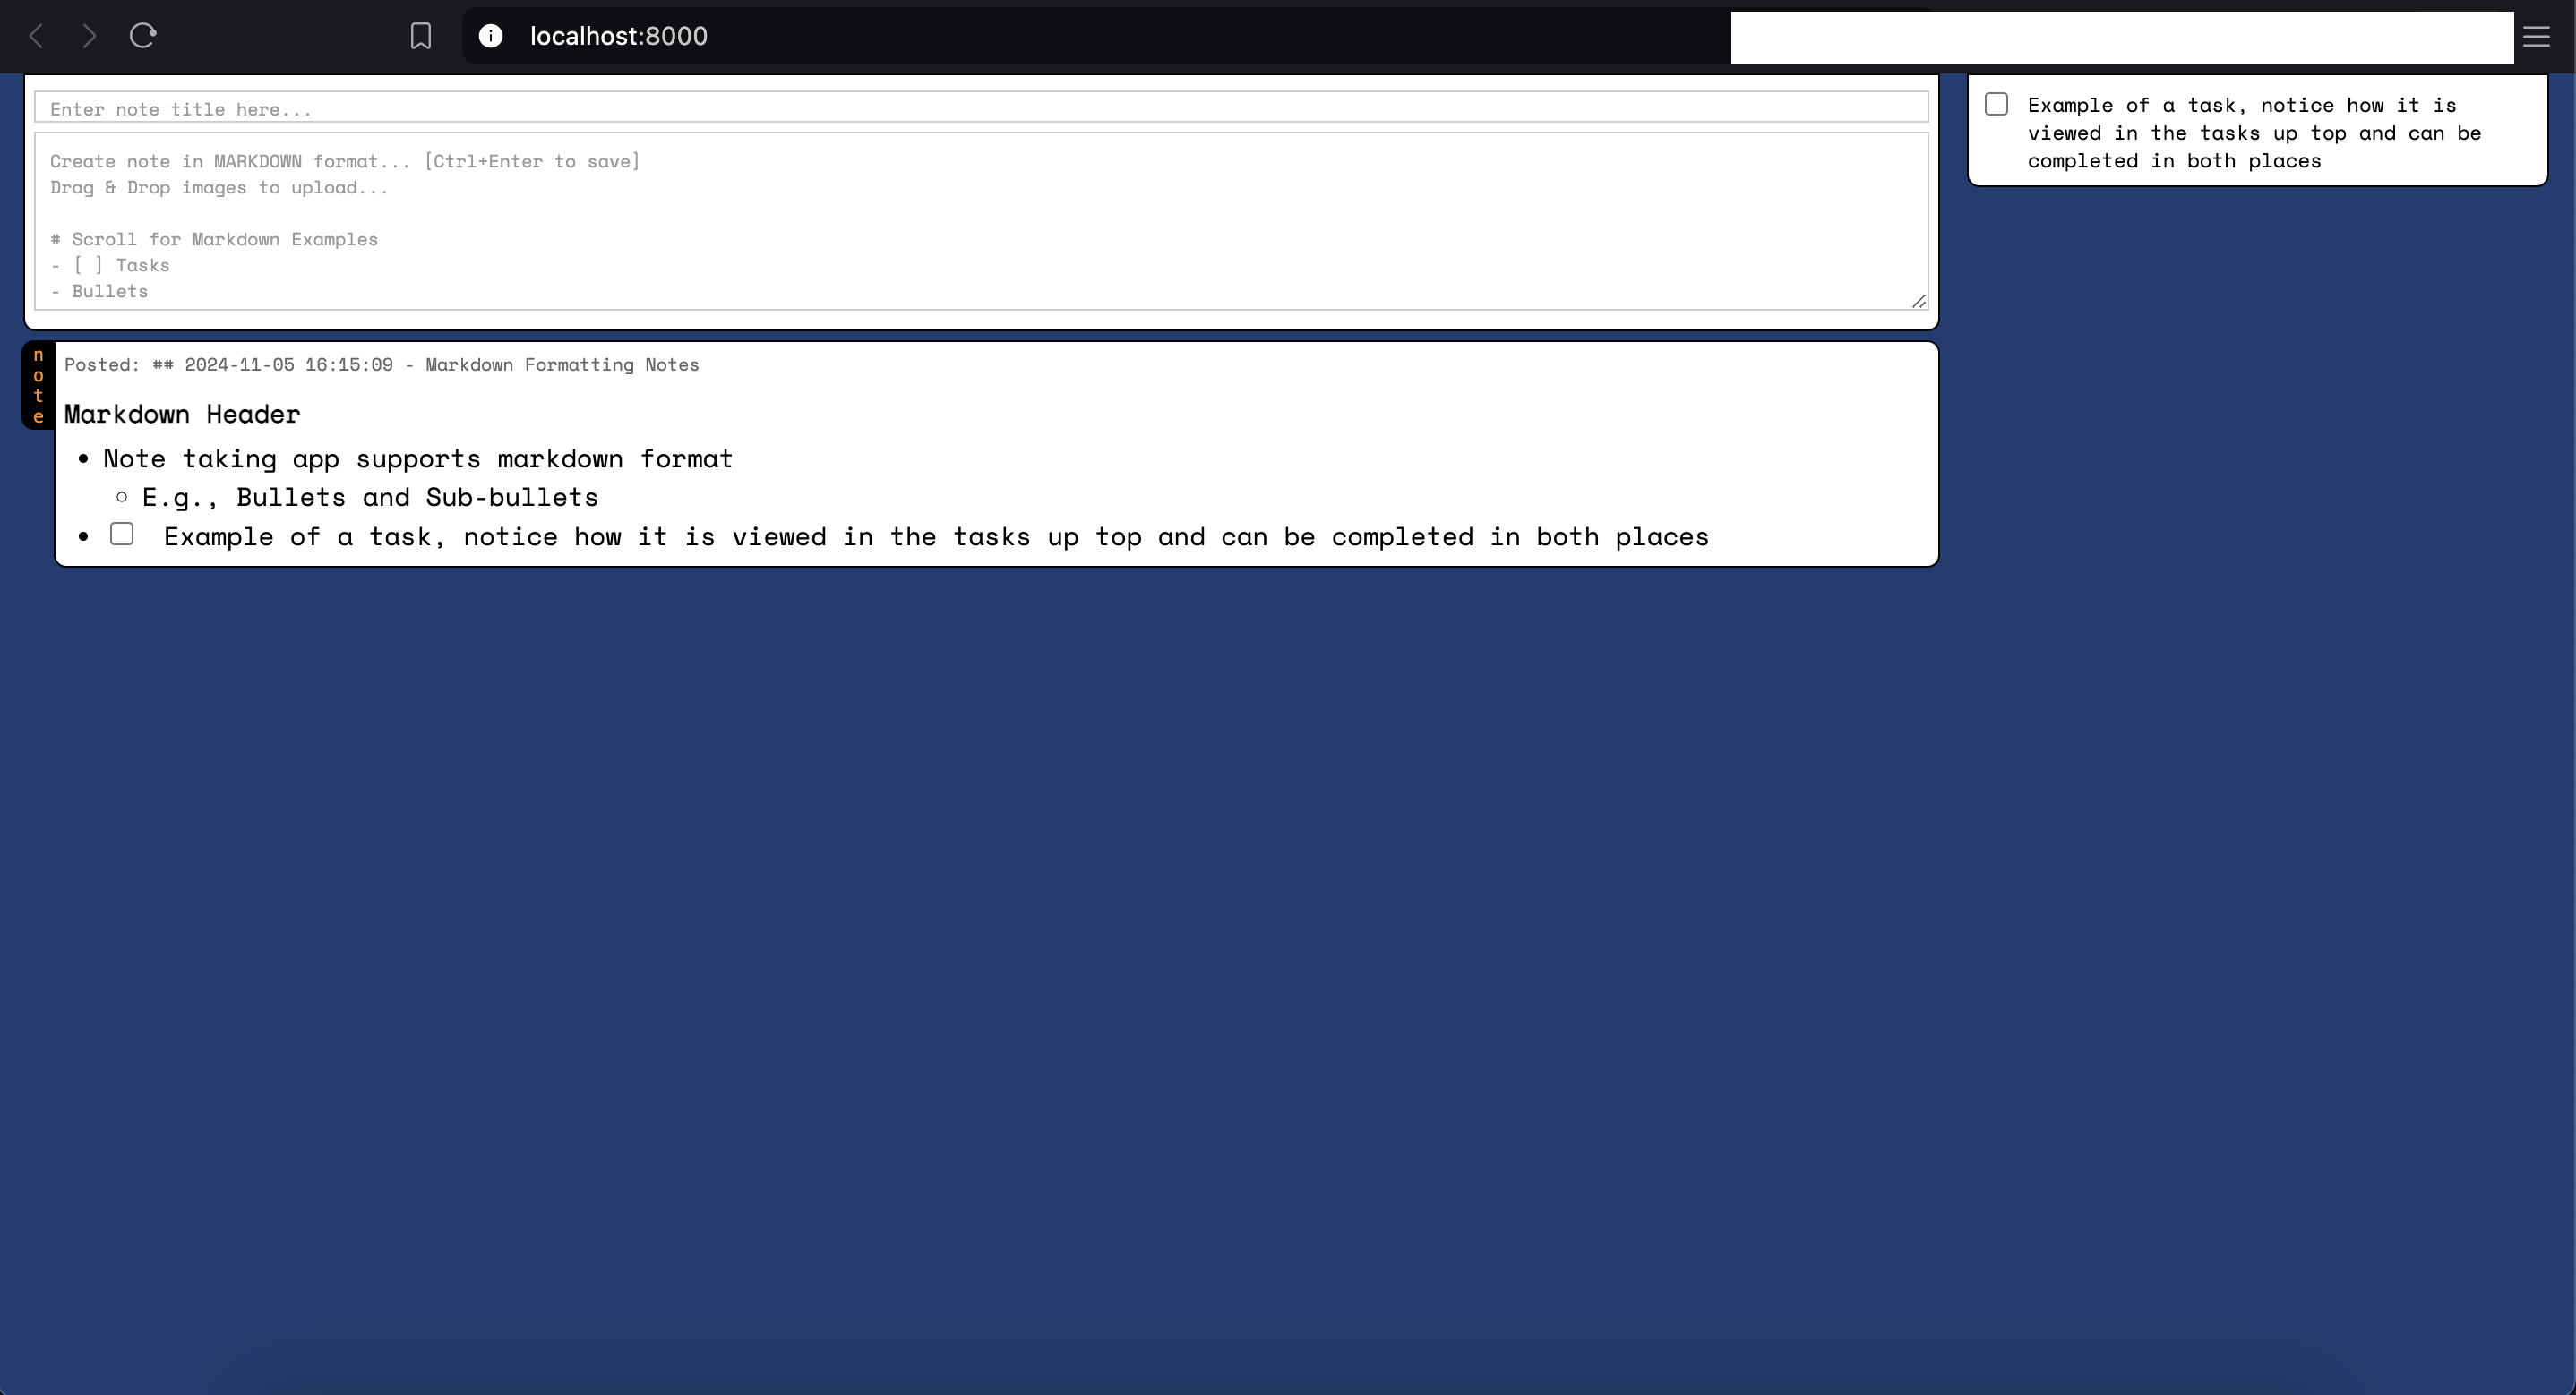 localhost:8000
Enter note title here...
Create note in MARKDOWN format... [Ctrl+Enter to save]
Drag & Drop images to upload...
# Scroll for Markdown Examples
- [ ] Tasks
- Bullets
Example of a task, notice how it is
viewed in the tasks up top and can be
completed in both places
note
Posted: ## 2024-11-05 16:15:09 - Markdown Formatting Notes
Markdown Header
• Note taking app supports markdown format
◦ E.g., Bullets and Sub-bullets
• Example of a task, notice how it is viewed in the tasks up top and can be completed in both places